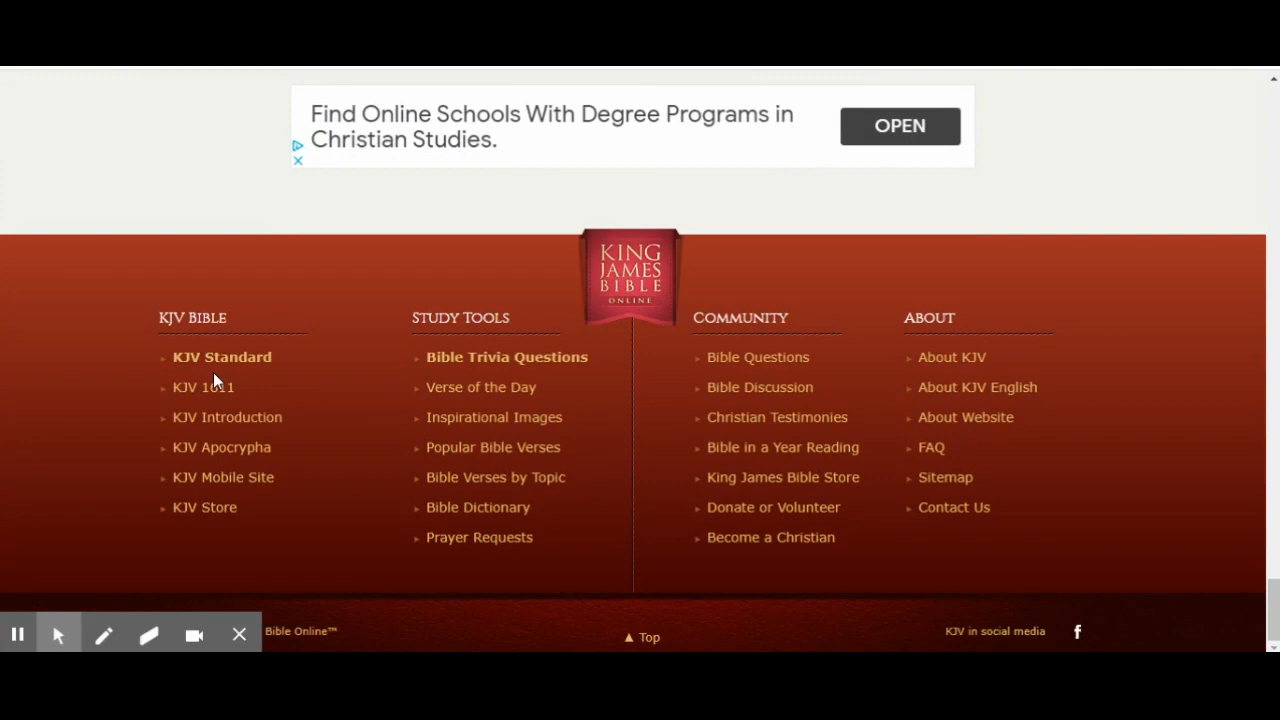 Find Online Schools With Degree Programs in
Christian Studies.
OPEN
KING
JAMES
BIBLE
ONLINE
KJV BIBLE
KJV Standard
KJV 1611
KJV Introduction
KJV Apocrypha
KJV Mobile Site
KJV Store
STUDY TOOLS
Bible Trivia Questions
Verse of the Day
Inspirational Images
Popular Bible Verses
Bible Verses by Topic
Bible Dictionary
Prayer Requests
COMMUNITY
Bible Questions
Bible Discussion
Christian Testimonies
Bible in a Year Reading
King James Bible Store
Donate or Volunteer
Become a Christian
ABOUT
About KJV
About KJV English
About Website
FAQ
Sitemap
Contact Us
Bible Online™
▲ Top
KJV in social media
f